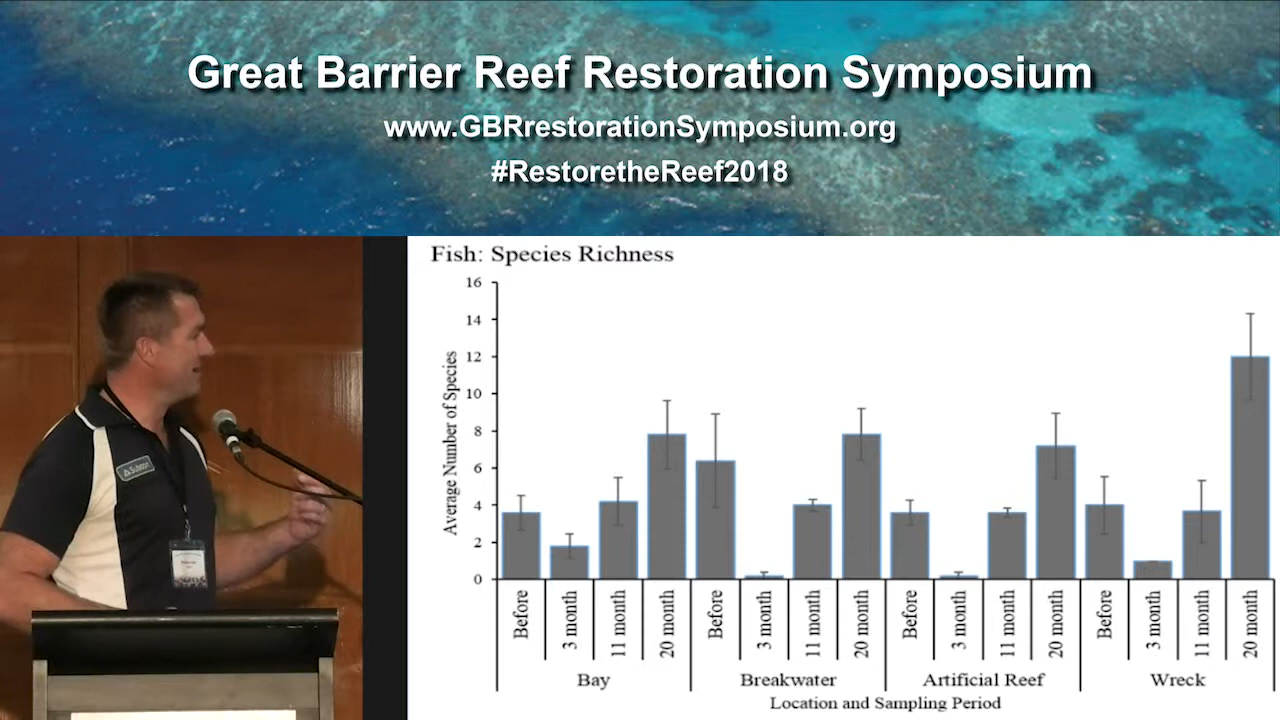 Great Barrier Reef Restoration Symposium
www.GBRrestorationSymposium.org
#RestoretheReef2018
Fish: Species Richness
Average Number of Species
16
14
12
10
8
6
4
2
0
Before 3 month 11 month 20 month Before 3 month 11 month 20 month Before 3 month 11 month 20 month Before 3 month 11 month 20 month
Bay Breakwater Artificial Reef Wreck
Location and Sampling Period